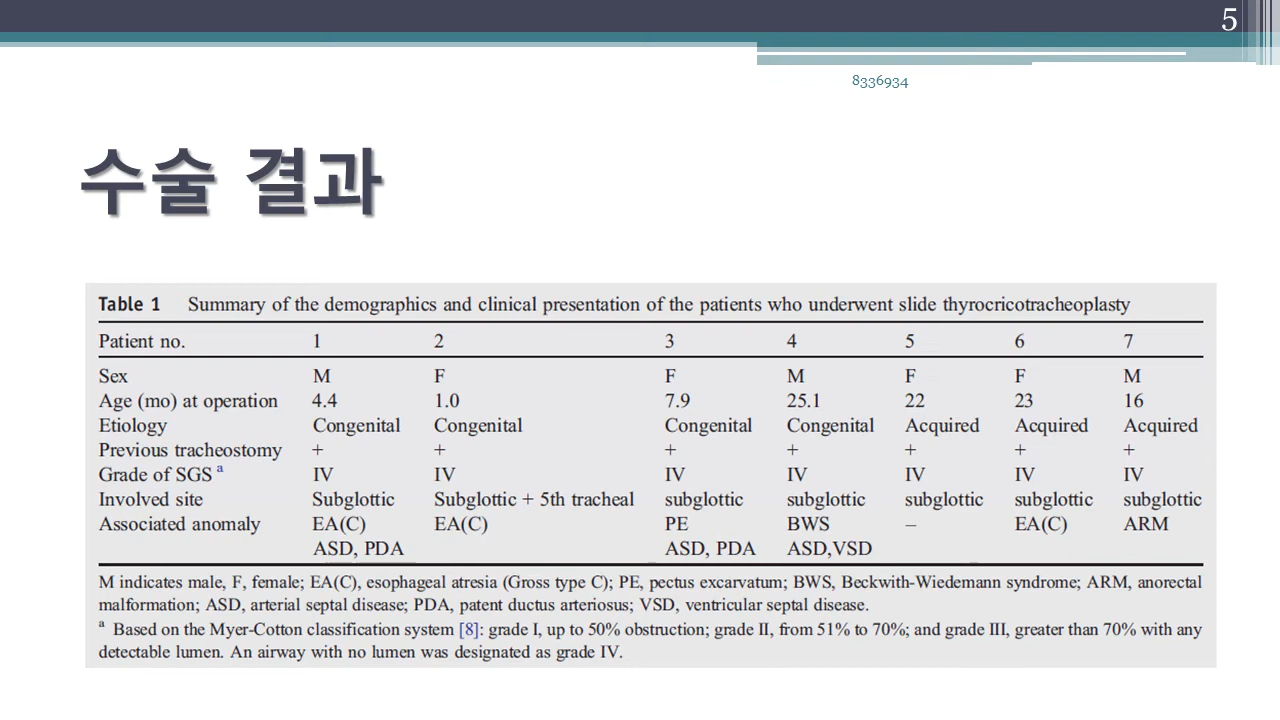 5
8336934
수술 결과
Table 1 Summary of the demographics and clinical presentation of the patients who underwent slide thyrocricotracheoplasty
Patient no. 1 2 3 4 5 6 7
Sex M F F M F F M
Age (mo) at operation 4.4 1.0 7.9 25.1 22 23 16
Etiology Congenital Congenital Congenital Congenital Acquired Acquired Acquired
Previous tracheostomy + + + + + + +
Grade of SGS a IV IV IV IV IV IV IV
Involved site Subglottic Subglottic + 5th tracheal subglottic subglottic subglottic subglottic subglottic
Associated anomaly EA(C) EA(C) PE BWS – EA(C) ARM
ASD, PDA ASD, PDA ASD,VSD
M indicates male, F, female; EA(C), esophageal atresia (Gross type C); PE, pectus excarvatum; BWS, Beckwith-Wiedemann syndrome; ARM, anorectal
malformation; ASD, arterial septal disease; PDA, patent ductus arteriosus; VSD, ventricular septal disease.
a Based on the Myer-Cotton classification system [8]: grade I, up to 50% obstruction; grade II, from 51% to 70%; and grade III, greater than 70% with any
detectable lumen. An airway with no lumen was designated as grade IV.